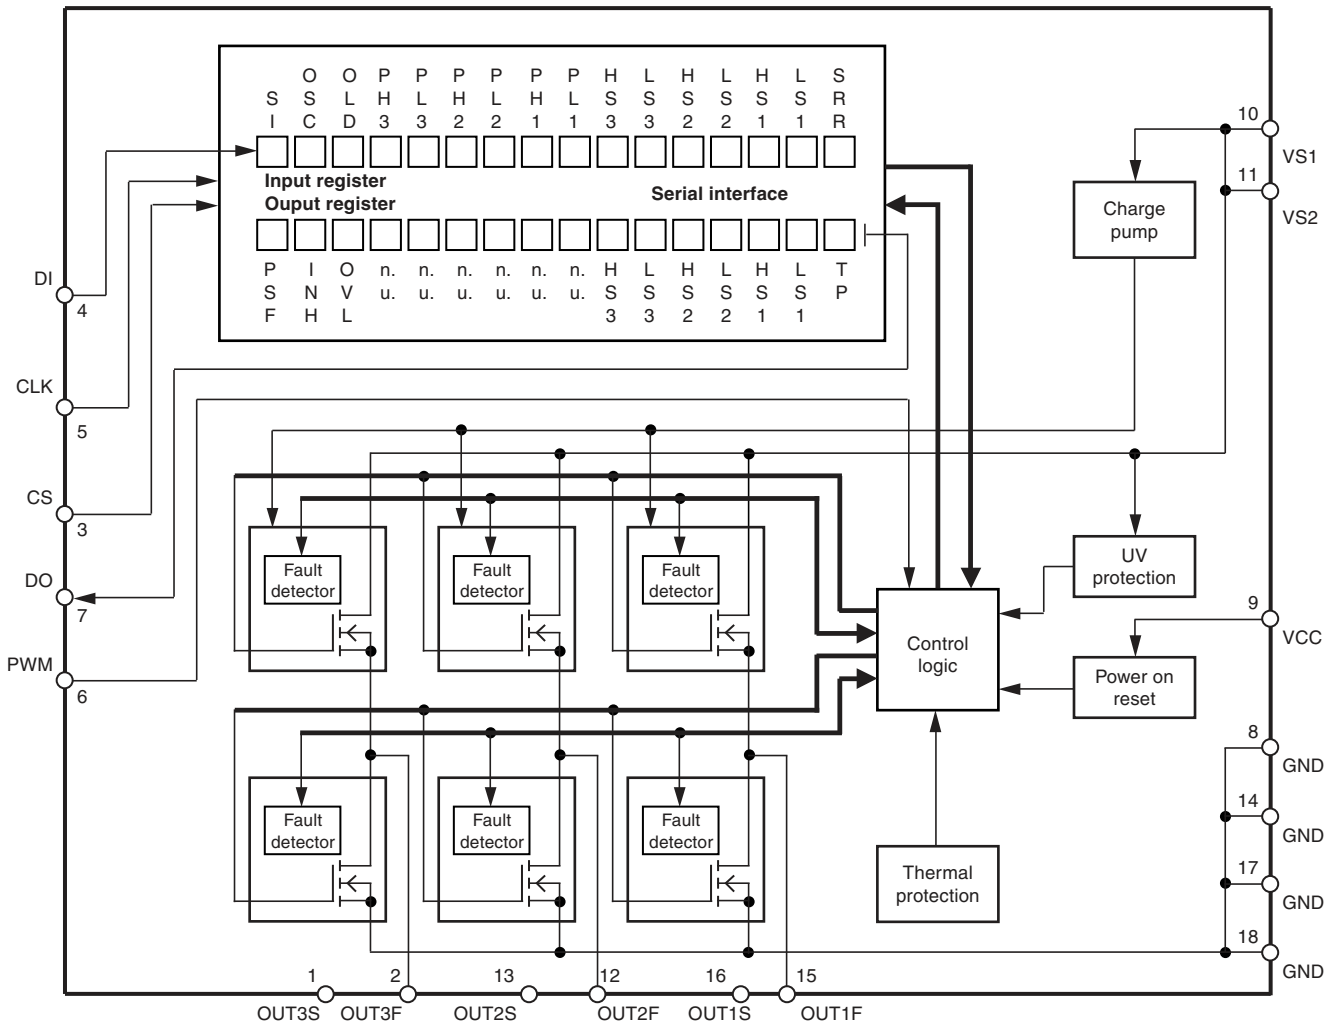 O O P P P P P P H L H L H L S
S S L H L H L H L S S S S S S R
I C D 3 3 2 2 1 1 3 3 2 2 1 1 R
Input register
Ouput register
Serial interface
P I O n. n. n. n. n. n. H L H L H L T
S N V u. u. u. u. u. u. S S S S S S P
F H L 3 3 2 2 1 1
10
VS1
11
VS2
Charge
pump
DI
4
CLK
5
CS
3
DO
7
PWM
6
Fault
detector
Fault
detector
Fault
detector
UV
protection
9
VCC
Control
logic
Power on
reset
8
GND
14
GND
17
GND
18
GND
Fault
detector
Fault
detector
Fault
detector
Thermal
protection
1 2 13 12 16 15
OUT3S OUT3F OUT2S OUT2F OUT1S OUT1F